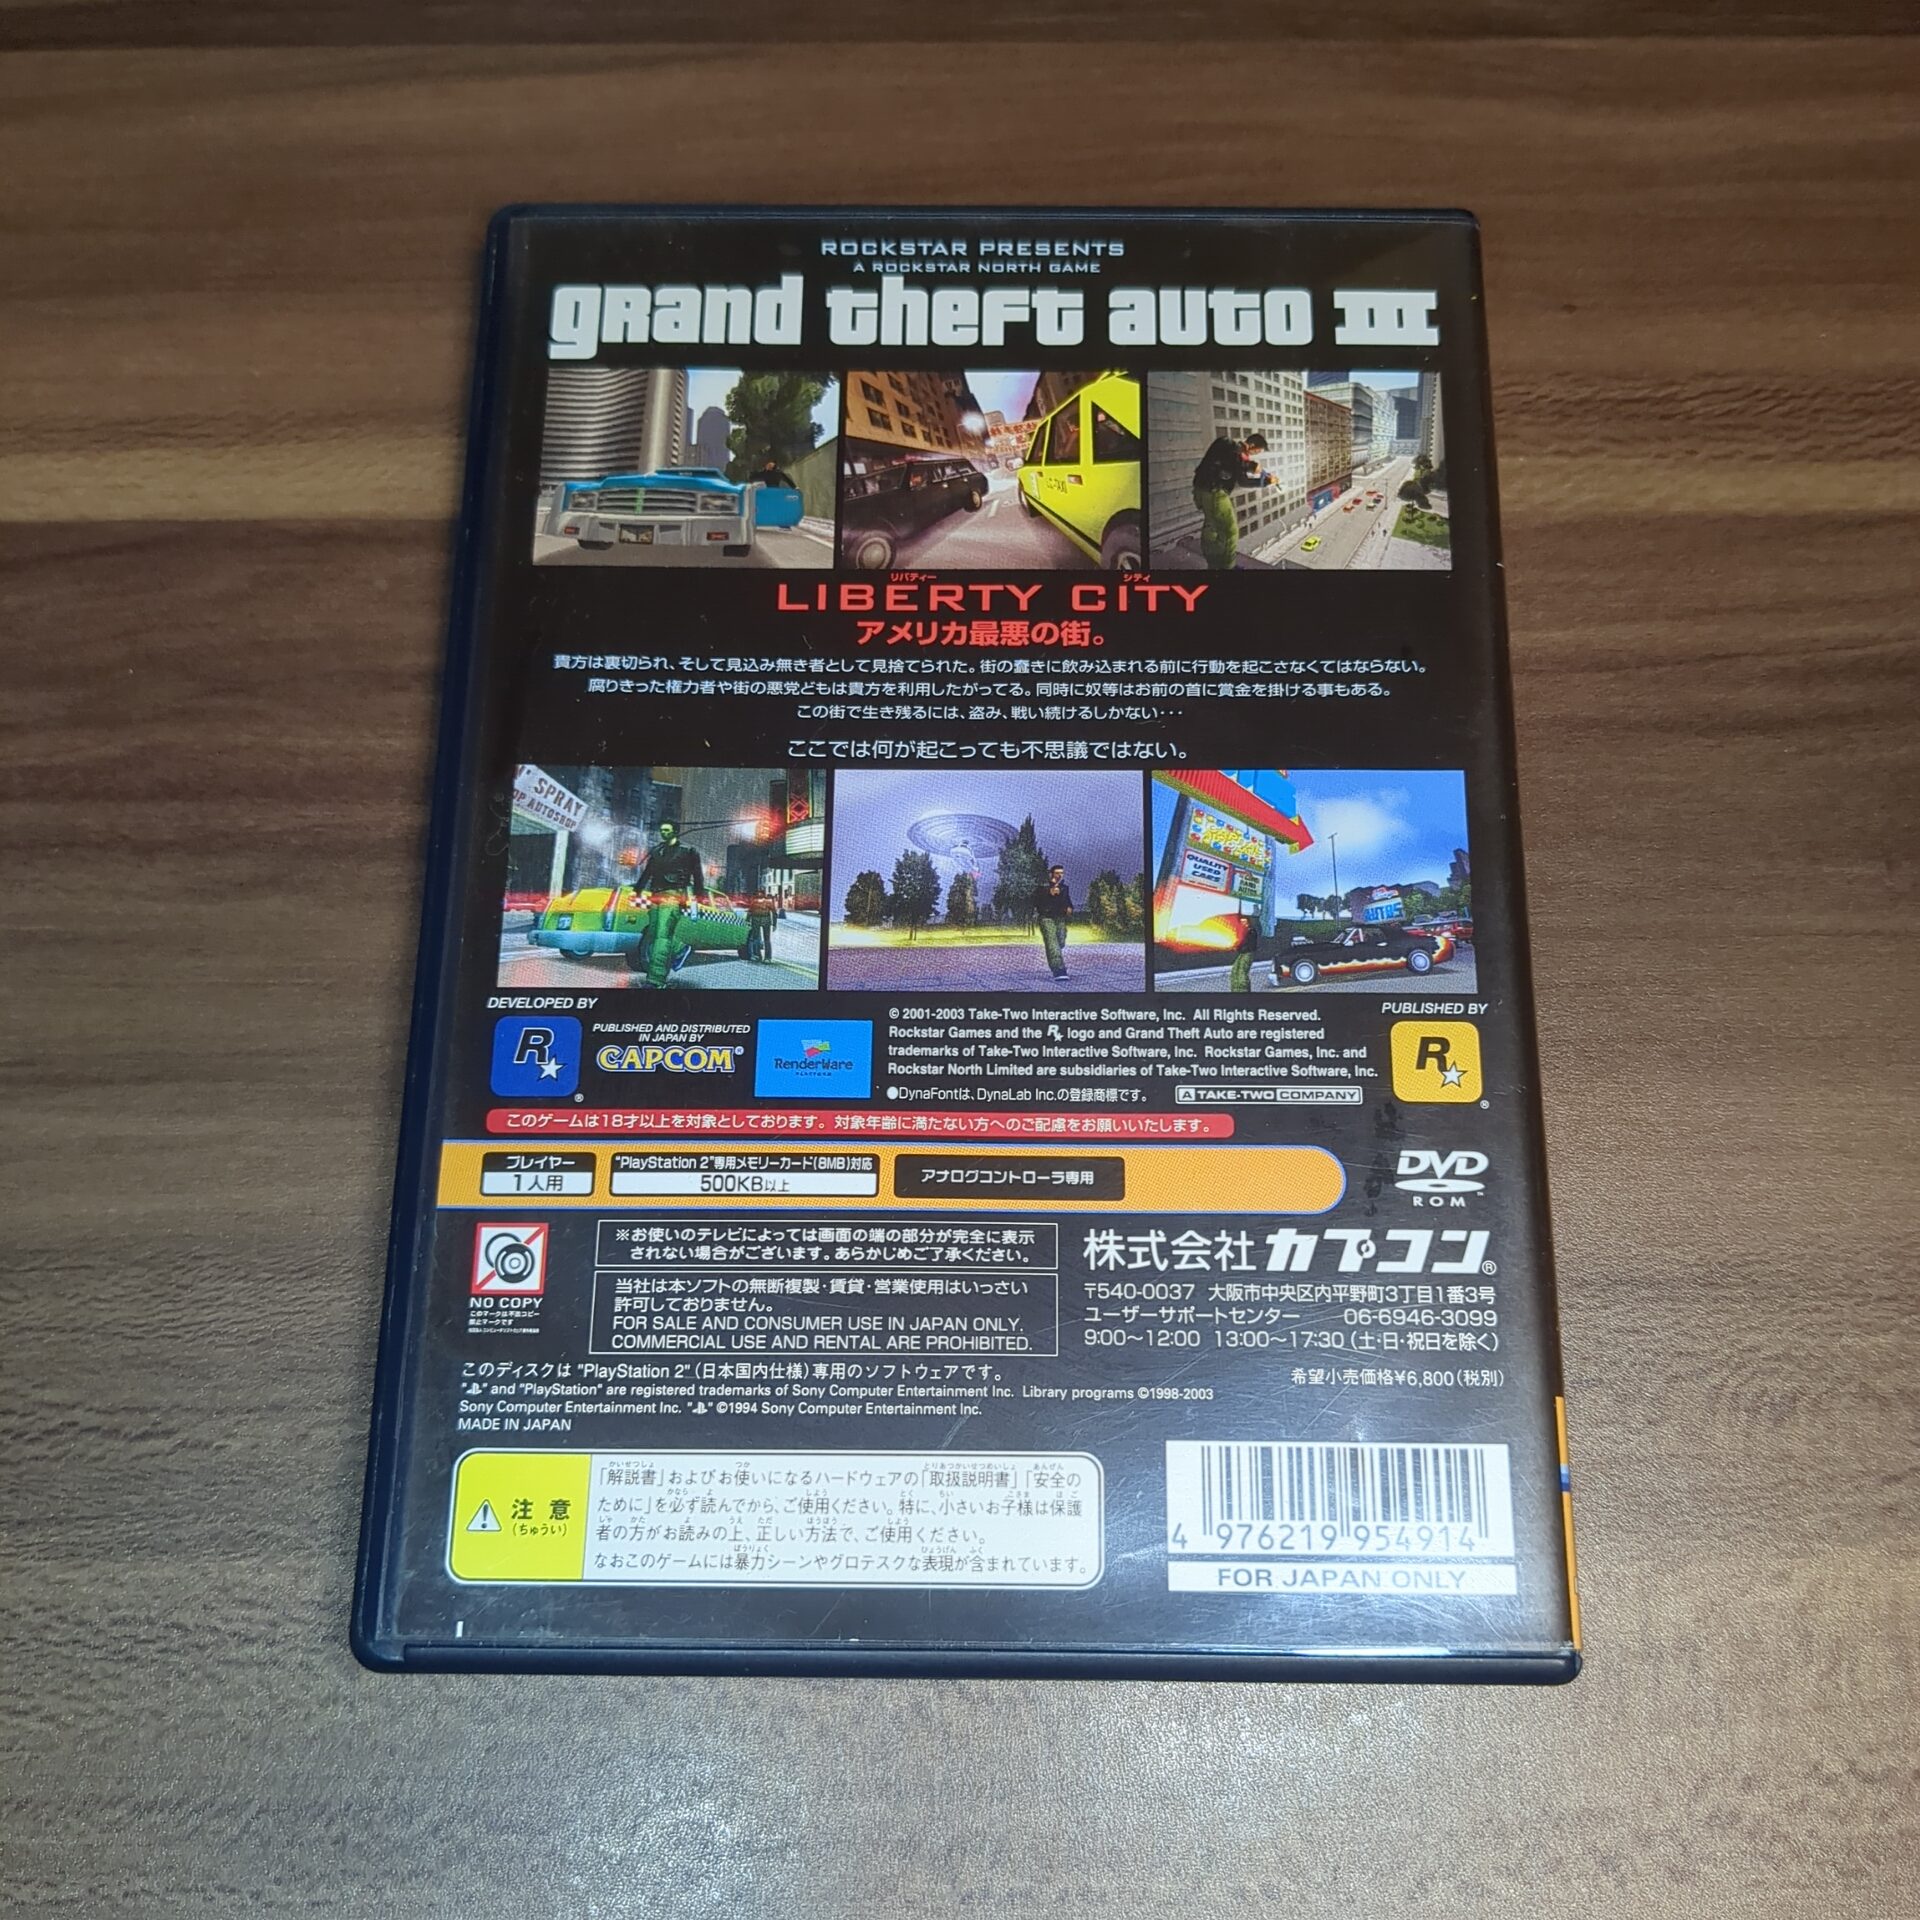 ROCKSTAR PRESENTS
A ROCKSTAR NORTH GAME
grand theft auto III
リバティー シティ
LIBERTY CITY
アメリカ最悪の街。
貴方は裏切られ、そして見込み無き者として見捨てられた。街の蠢きに飲み込まれる前に行動を起こさなくてはならない。
腐りきった権力者や街の悪党どもは貴方を利用したがってる。同時に奴等はお前の首に賞金を掛ける事もある。
この街で生き残るには、盗み、戦い続けるしかない・・・
ここでは何が起こっても不思議ではない。
SPRAY
AUTOSHOP
QUALITY
USED
CARS
AUTOS
DEVELOPED BY
R
®
PUBLISHED AND DISTRIBUTED
IN JAPAN BY
CAPCOM®
RenderWare
© 2001-2003 Take-Two Interactive Software, Inc. All Rights Reserved.
Rockstar Games and the R logo and Grand Theft Auto are registered
trademarks of Take-Two Interactive Software, Inc. Rockstar Games, Inc. and
Rockstar North Limited are subsidiaries of Take-Two Interactive Software, Inc.
●DynaFontは、DynaLab Inc.の登録商標です。
A TAKE-TWO COMPANY
PUBLISHED BY
R
®
このゲームは18才以上を対象としております。対象年齢に満たない方へのご配慮をお願いいたします。
プレイヤー
1人用
"PlayStation 2"専用メモリーカード(8MB)対応
500KB以上
アナログコントローラ専用
DVD
ROM
NO COPY
このマークは不法コピー
禁止マークです
※お使いのテレビによっては画面の端の部分が完全に表示
されない場合がございます。あらかじめご了承ください。
当社は本ソフトの無断複製・賃貸・営業使用はいっさい
許可しておりません。
FOR SALE AND CONSUMER USE IN JAPAN ONLY.
COMMERCIAL USE AND RENTAL ARE PROHIBITED.
株式会社カプコン®
〒540-0037 大阪市中央区内平野町3丁目1番3号
ユーザーサポートセンター 06-6946-3099
9:00〜12:00 13:00〜17:30(土・日・祝日を除く)
希望小売価格¥6,800(税別)
このディスクは "PlayStation 2"(日本国内仕様)専用のソフトウェアです。
" " and "PlayStation" are registered trademarks of Sony Computer Entertainment Inc. Library programs ©1998-2003
Sony Computer Entertainment Inc. " " ©1994 Sony Computer Entertainment Inc.
MADE IN JAPAN
注意
(ちゅうい)
「解説書」およびお使いになるハードウェアの「取扱説明書」「安全の
ために」を必ず読んでから、ご使用ください。特に、小さいお子様は保護
者の方がお読みの上、正しい方法で、ご使用ください。
なおこのゲームには暴力シーンやグロテスクな表現が含まれています。
4 976219 954914
FOR JAPAN ONLY